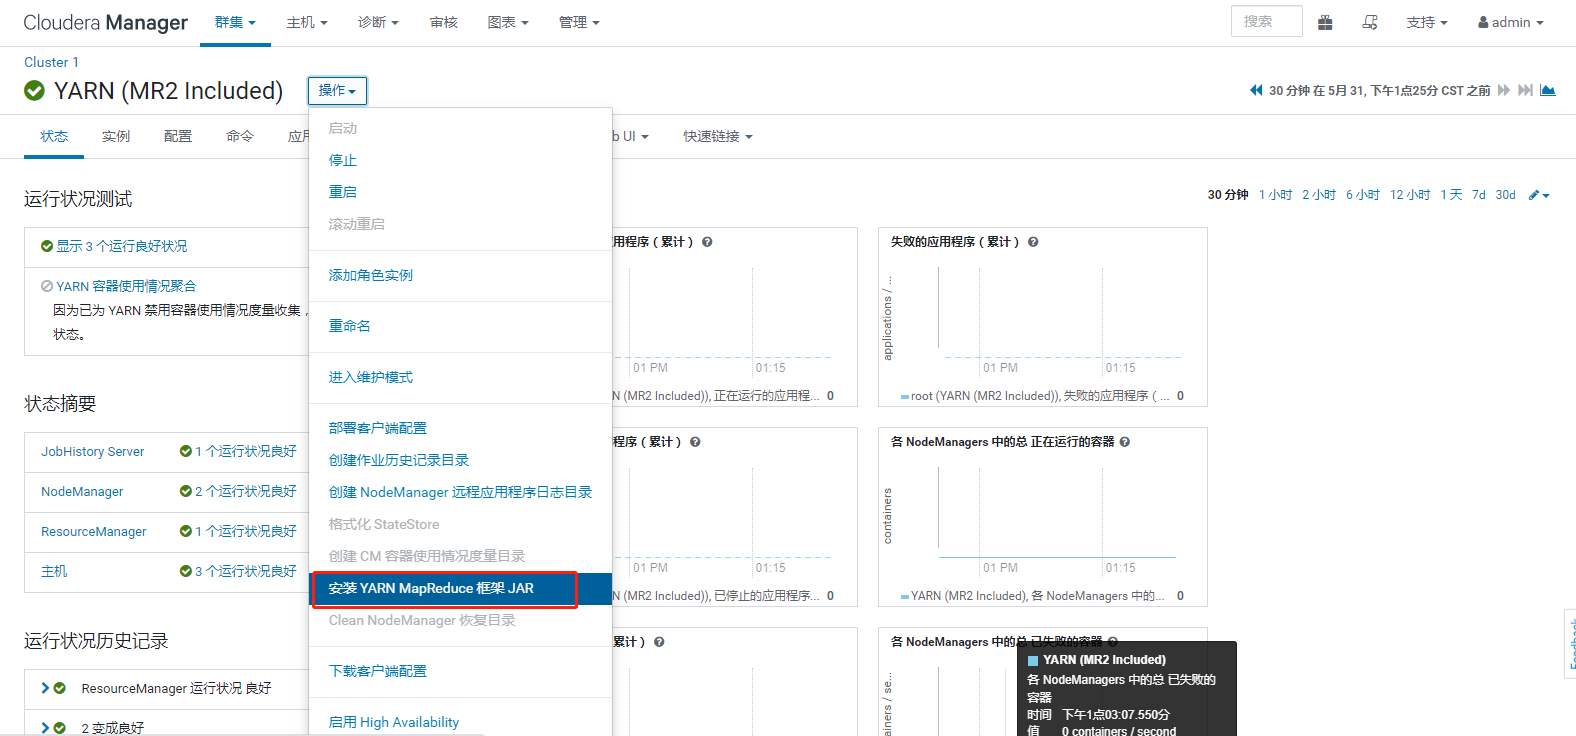 Cloudera Manager 群集 主机 诊断 审核 图表 管理 搜索 支持 admin
Cluster 1
YARN (MR2 Included) 操作 30 分钟 在 5月 31, 下午1点25分 CST 之前
状态 实例 配置 命令 应用 b UI 快速链接
启动
停止
重启
滚动重启
添加角色实例
重命名
进入维护模式
部署客户端配置
创建作业历史记录目录
创建 NodeManager 远程应用程序日志目录
格式化 StateStore
创建 CM 容器使用情况度量目录
安装 YARN MapReduce 框架 JAR
Clean NodeManager 恢复目录
下载客户端配置
启用 High Availability
运行状况测试
显示 3 个运行良好状况
YARN 容器使用情况聚合
因为已为 YARN 禁用容器使用情况度量收集，
状态。
状态摘要
JobHistory Server 1 个运行状况良好
NodeManager 2 个运行状况良好
ResourceManager 1 个运行状况良好
主机 3 个运行状况良好
运行状况历史记录
ResourceManager 运行状况 良好
2 变成良好
30 分钟 1 小时 2 小时 6 小时 12 小时 1 天 7d 30d
用程序（累计）
01 PM 01:15
N (MR2 Included)), 正在运行的应用程... 0
失败的应用程序（累计）
applications / ...
01 PM 01:15
root (YARN (MR2 Included)), 失败的应用程序（... 0
程序（累计）
01 PM 01:15
N (MR2 Included)), 已停止的应用程序... 0
各 NodeManagers 中的总 正在运行的容器
containers
01 PM 01:15
YARN (MR2 Included), 各 NodeManagers 中的... 0
累计）
各 NodeManagers 中的总 已失败的容器
ainers / se...
YARN (MR2 Included)
各 NodeManagers 中的总 已失败的
容器
时间 下午1点03:07.550分
值 0 containers / second
Feedback